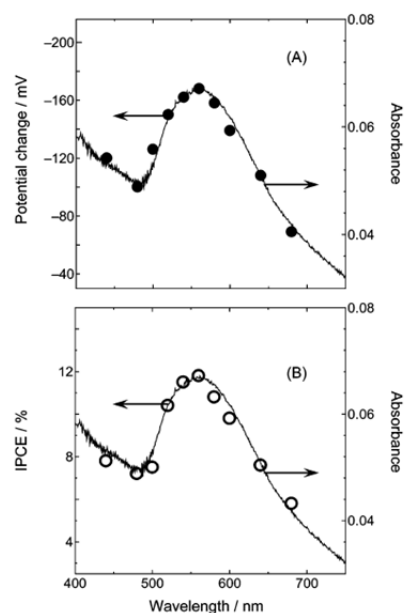 (A)
Potential change / mV
−200
−160
−120
−80
−40
0.08
0.06
0.04
Absorbance
(B)
IPCE / %
12
8
4
0.08
0.06
0.04
Absorbance
400 500 600 700
Wavelength / nm